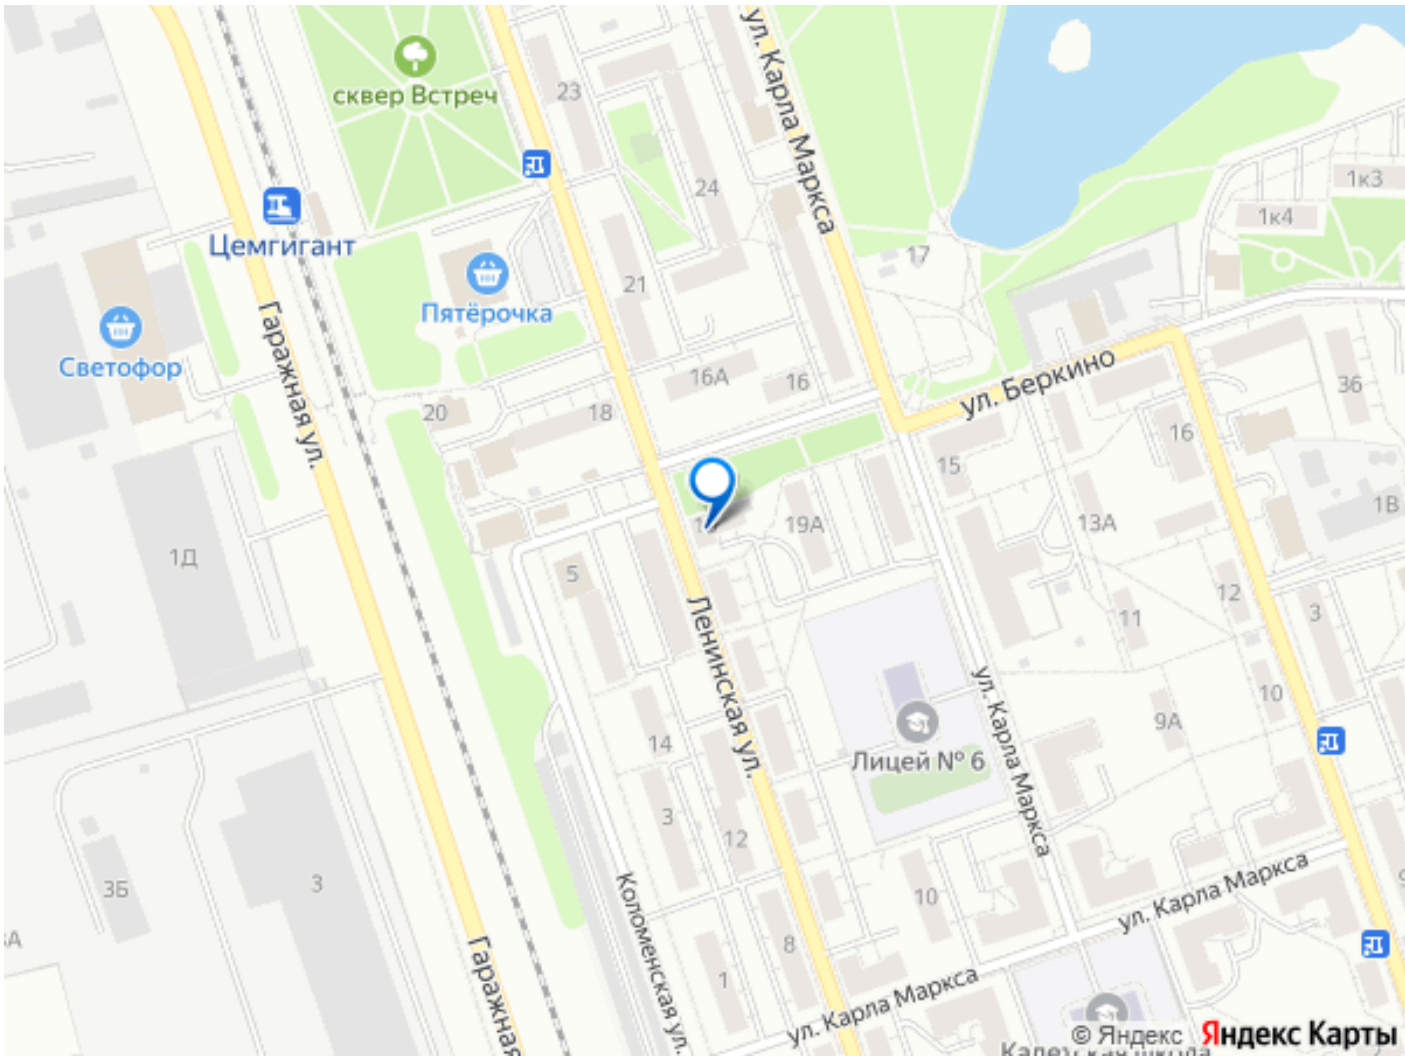 ул. Карла Маркса
сквер Встреч
23
24
1к3
1к4
17
Цемгигант
21
Пятёрочка
Светофор
Гаражная ул.
16А
16
ул. Беркино
36
20
18
16
15
19А
13А
1В
1Д
5
12
3
11
Ленинская ул.
ул. Карла Маркса
10
9А
14
Лицей № 6
3
12
3Б
3
10
ул. Карла Маркса
Коломенская ул.
8
1
Гаражная
ул. Карла Маркса
© Яндекс
Яндекс Карты